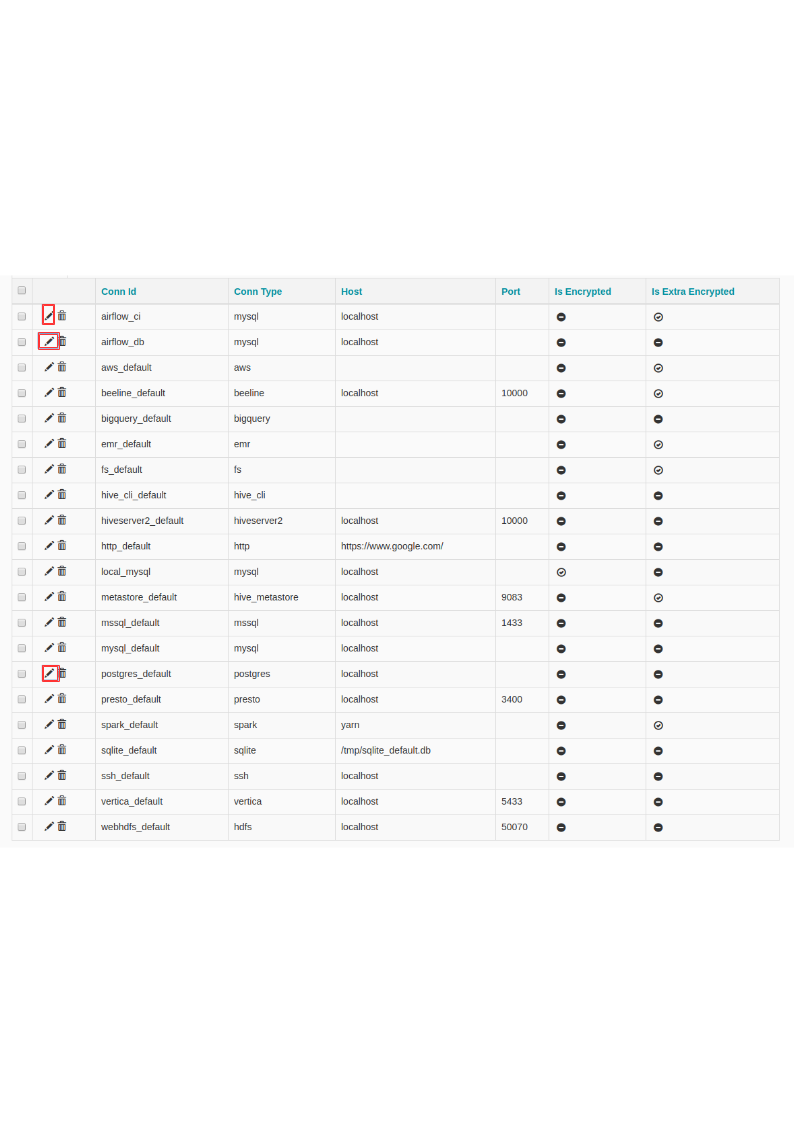 Conn Id Conn Type Host Port Is Encrypted Is Extra Encrypted
airflow_ci mysql localhost
airflow_db mysql localhost
aws_default aws
beeline_default beeline localhost 10000
bigquery_default bigquery
emr_default emr
fs_default fs
hive_cli_default hive_cli
hiveserver2_default hiveserver2 localhost 10000
http_default http https://www.google.com/
local_mysql mysql localhost
metastore_default hive_metastore localhost 9083
mssql_default mssql localhost 1433
mysql_default mysql localhost
postgres_default postgres localhost
presto_default presto localhost 3400
spark_default spark yarn
sqlite_default sqlite /tmp/sqlite_default.db
ssh_default ssh localhost
vertica_default vertica localhost 5433
webhdfs_default hdfs localhost 50070